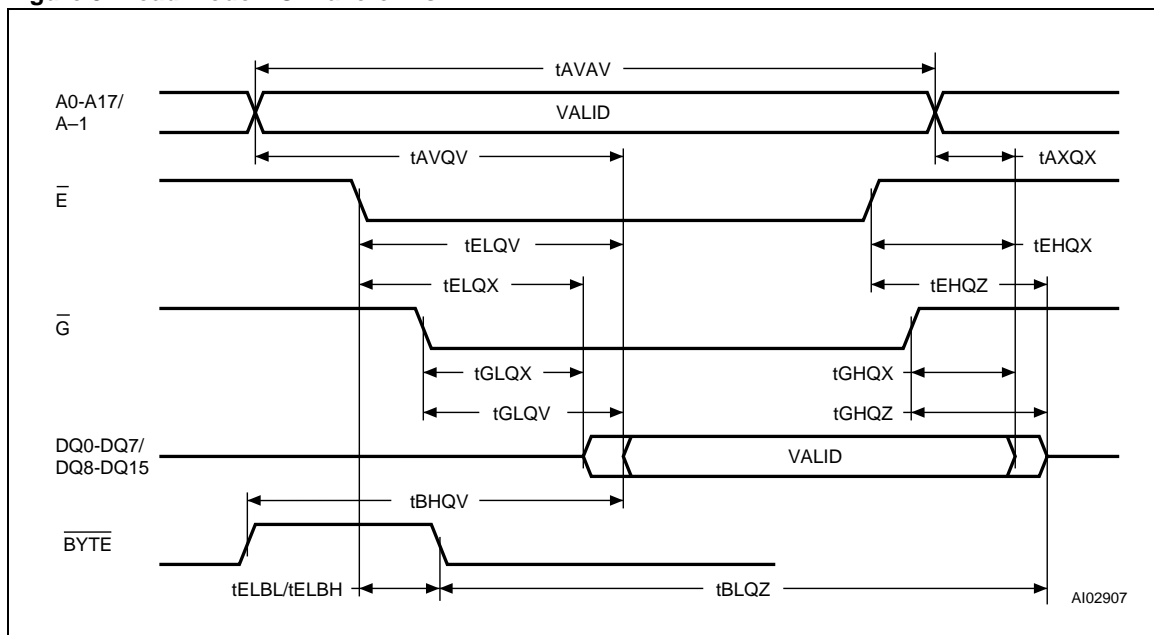 tAVAV
A0-A17/
A–1
VALID
tAVQV
tAXQX
E
tELQV
tEHQX
tELQX
tEHQZ
G
tGLQX
tGHQX
tGLQV
tGHQZ
DQ0-DQ7/
DQ8-DQ15
VALID
tBHQV
BYTE
tELBL/tELBH
tBLQZ
AI02907